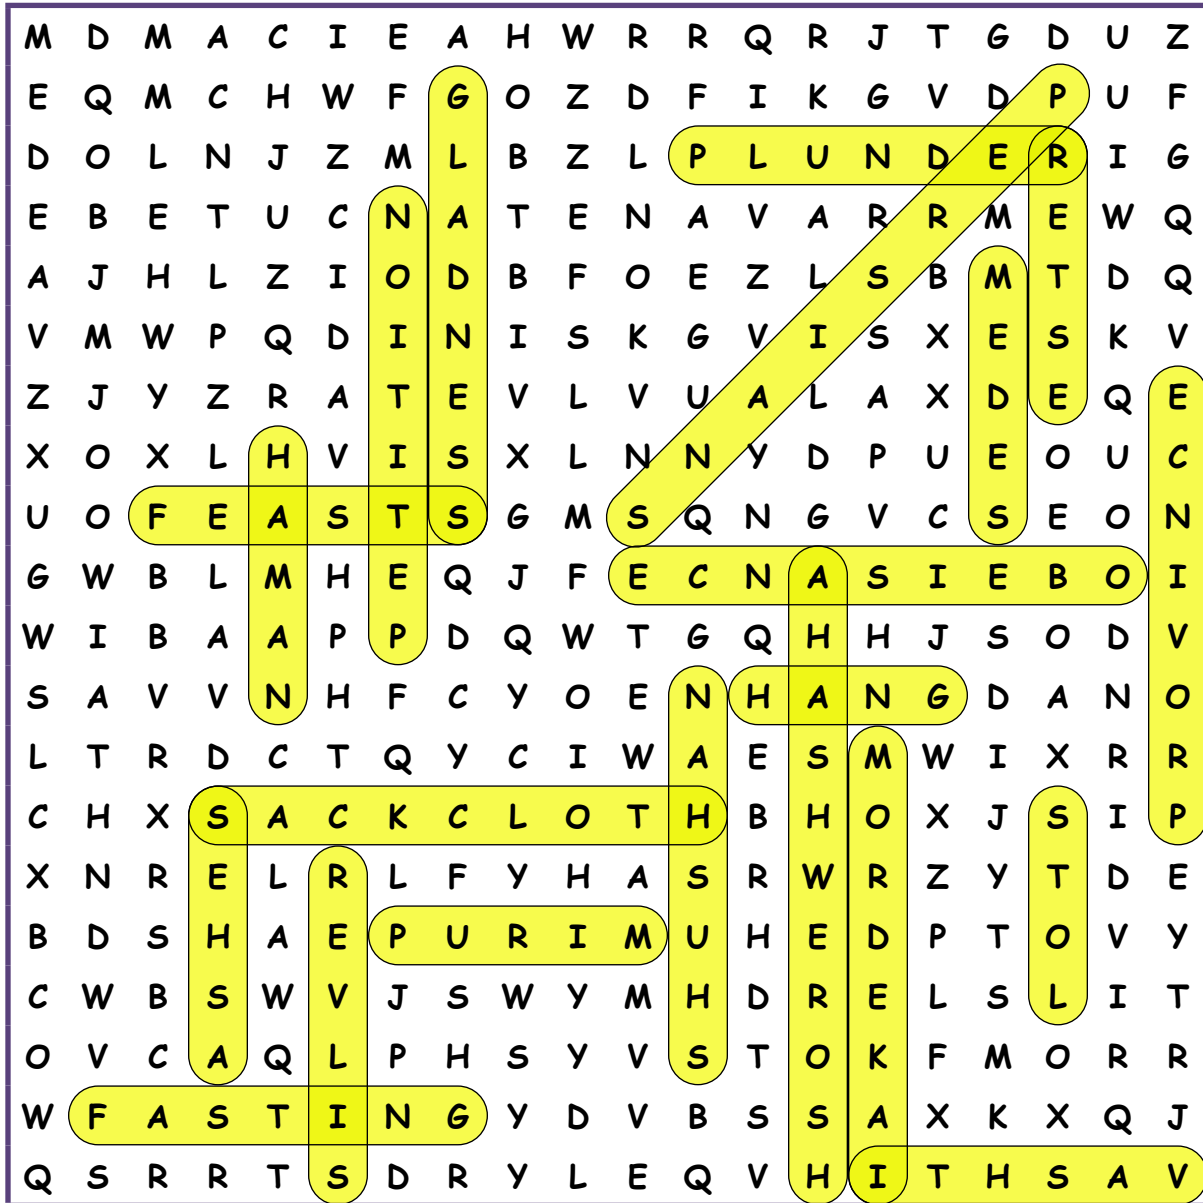 M D M A C I E A H W R R Q R J T G D U Z
E Q M C H W F G O Z D F I K G V D P U F
D O L N J Z M L B Z L P L U N D E R I G
E B E T U C N A T E N A V A R R M E W Q
A J H L Z I O D B F O E Z L S B M T D Q
V M W P Q D I N I S K G V I S X E S K V
Z J Y Z R A T E V L V U A L A X D E Q E
X O X L H V I S X L N N Y D P U E O U C
U O F E A S T S G M S Q N G V C S E O N
G W B L M H E Q J F E C N A S I E B O I
W I B A A P P D Q W T G Q H H J S O D V
S A V V N H F C Y O E N H A N G D A N O
L T R D C T Q Y C I W A E S M W I X R R
C H X S A C K C L O T H B H O X J S I P
X N R E L R L F Y H A S R W R Z Y T D E
B D S H A E P U R I M U H E D P T O V Y
C W B S W V J S W Y M H D R E L S L I T
O V C A Q L P H S Y V S T O K F M O R R
W F A S T I N G Y D V B S S A X K X Q J
Q S R R T S D R Y L E Q V H I T H S A V